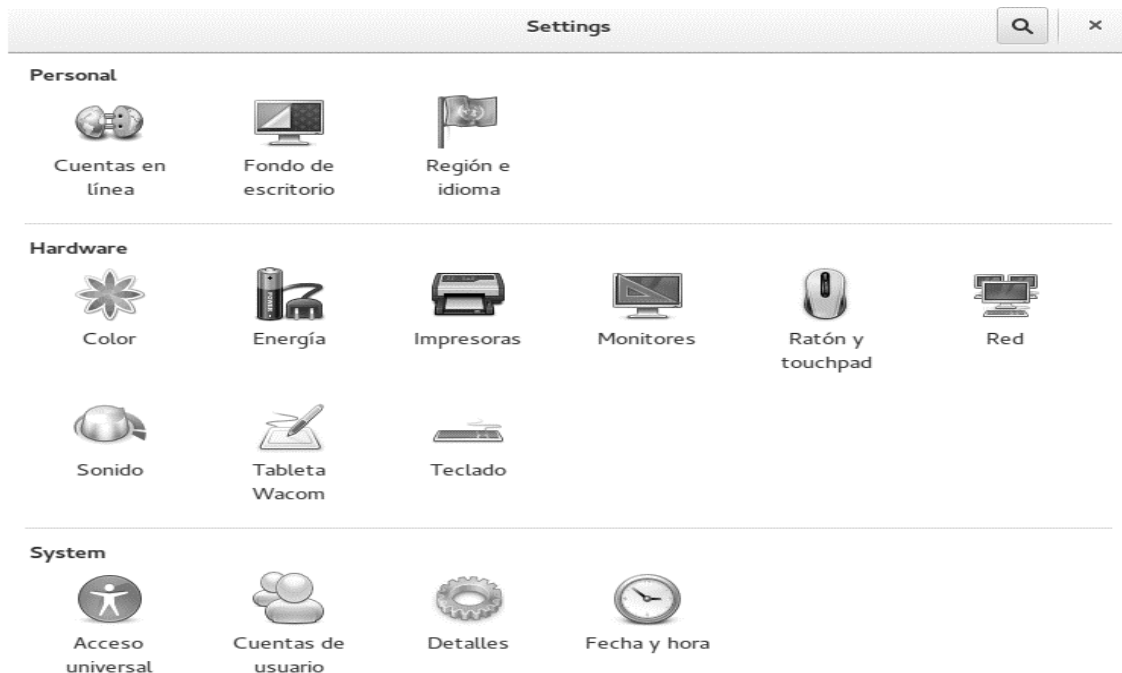 Settings
Personal
Cuentas en línea
Fondo de escritorio
Región e idioma
Hardware
Color
Energía
Impresoras
Monitores
Ratón y touchpad
Red
Sonido
Tableta Wacom
Teclado
System
Acceso universal
Cuentas de usuario
Detalles
Fecha y hora